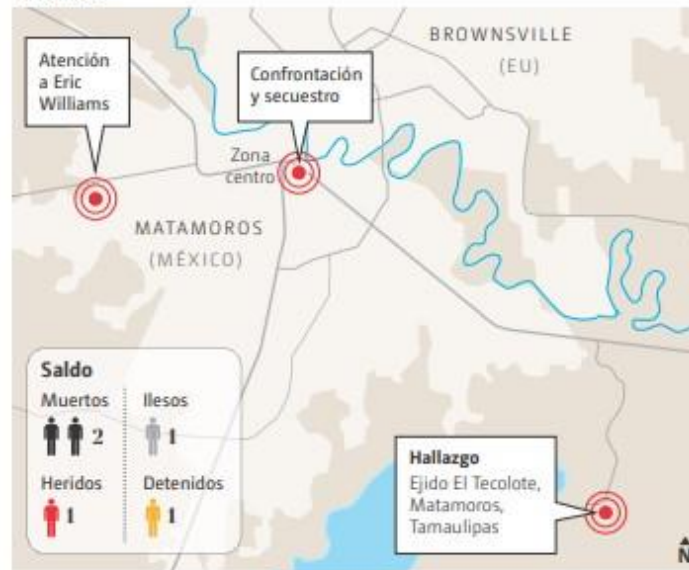 BROWNSVILLE
(EU)
Atención
a Eric
Williams
Confrontación
y secuestro
Zona
centro
MATAMOROS
(MÉXICO)
Saldo
Muertos
2
Ilesos
1
Heridos
1
Detenidos
1
Hallazgo
Ejido El Tecolote,
Matamoros,
Tamaulipas
N